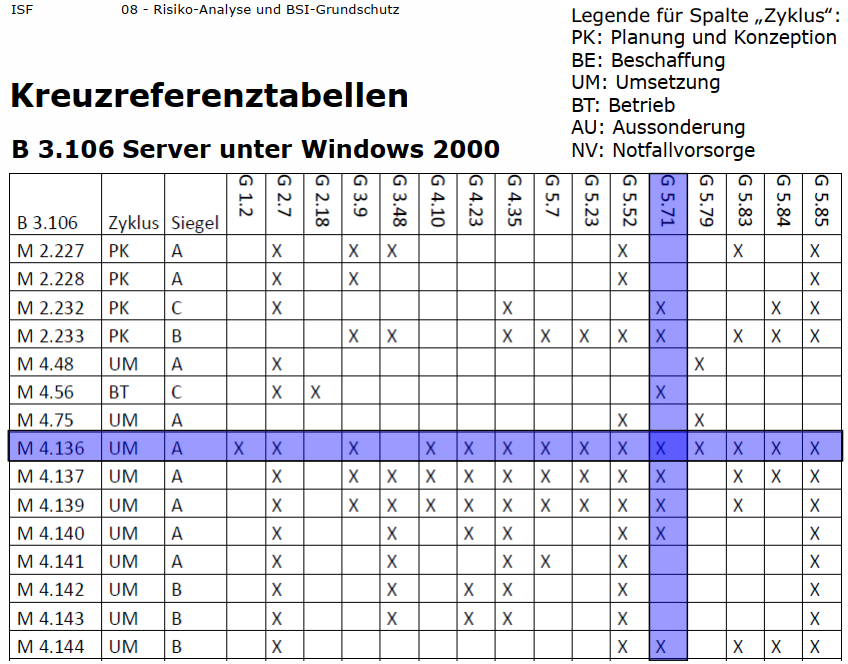 ISF 08 - Risiko-Analyse und BSI-Grundschutz
Legende für Spalte „Zyklus“:
PK: Planung und Konzeption
BE: Beschaffung
UM: Umsetzung
BT: Betrieb
AU: Aussonderung
NV: Notfallvorsorge
Kreuzreferenztabellen
B 3.106 Server unter Windows 2000
B 3.106 Zyklus Siegel G 1.2 G 2.7 G 2.18 G 3.9 G 3.48 G 4.10 G 4.23 G 4.35 G 5.7 G 5.23 G 5.52 G 5.71 G 5.79 G 5.83 G 5.84 G 5.85
M 2.227 PK A X X X X X X
M 2.228 PK A X X X X
M 2.232 PK C X X X X X
M 2.233 PK B X X X X X X X X X X
M 4.48 UM A X X
M 4.56 BT C X X X
M 4.75 UM A X X
M 4.136 UM A X X X X X X X X X X X X X X
M 4.137 UM A X X X X X X X X X X X X
M 4.139 UM A X X X X X X X X X X X
M 4.140 UM A X X X X X X X
M 4.141 UM A X X X X X X
M 4.142 UM B X X X X X X
M 4.143 UM B X X X X X X
M 4.144 UM B X X X X X X